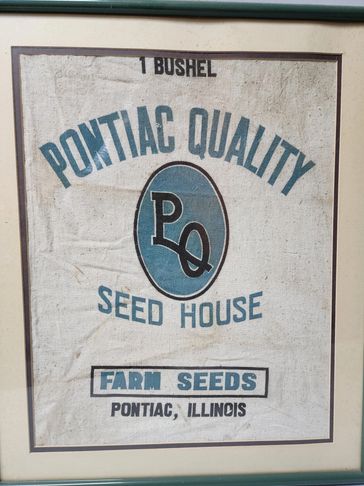 1 BUSHEL
PONTIAC QUALITY
PQ
SEED HOUSE
FARM SEEDS
PONTIAC, ILLINOIS